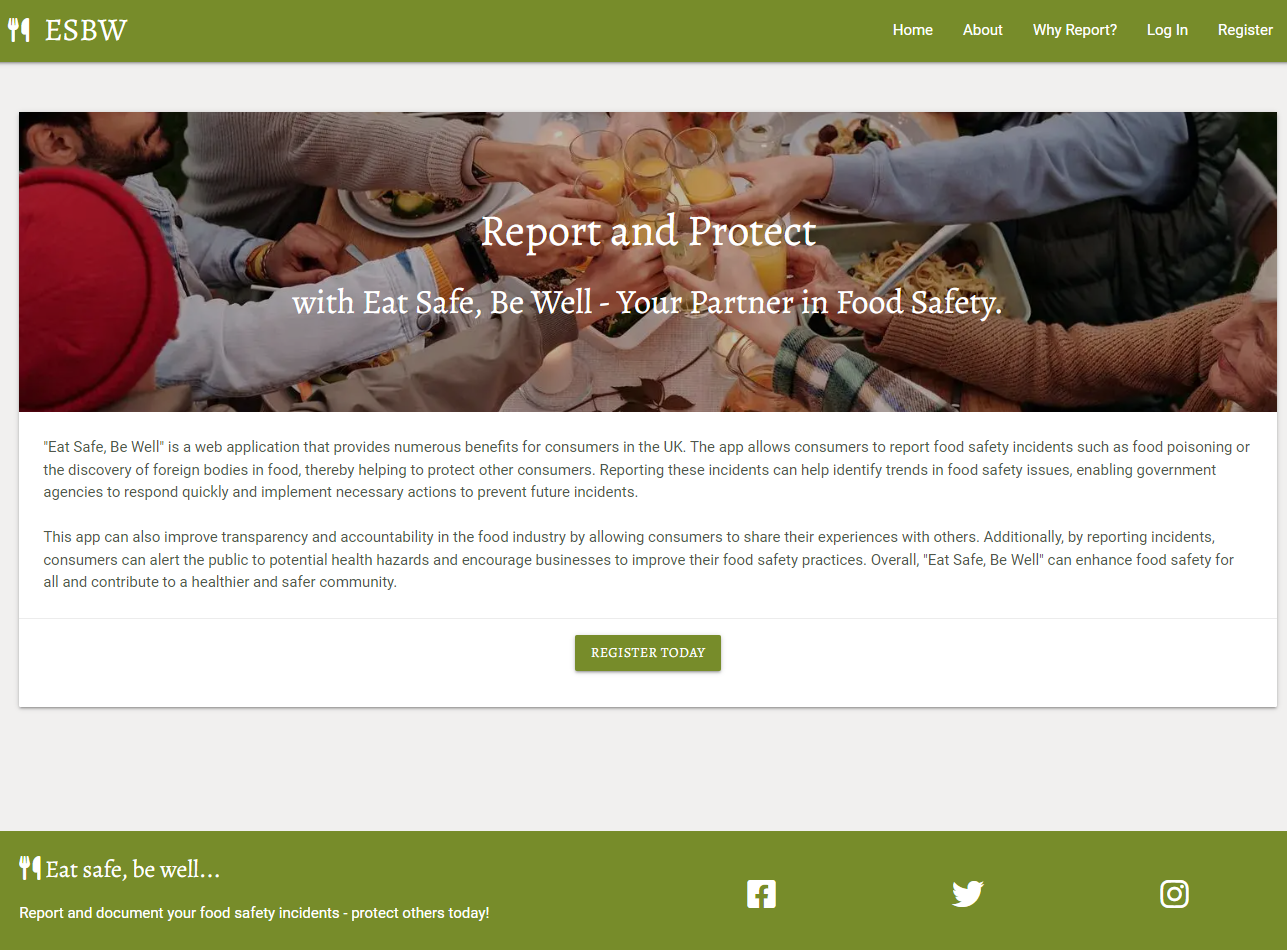 ESBW
Home
About
Why Report?
Log In
Register
Report and Protect
with Eat Safe, Be Well - Your Partner in Food Safety.
"Eat Safe, Be Well" is a web application that provides numerous benefits for consumers in the UK. The app allows consumers to report food safety incidents such as food poisoning or
the discovery of foreign bodies in food, thereby helping to protect other consumers. Reporting these incidents can help identify trends in food safety issues, enabling government
agencies to respond quickly and implement necessary actions to prevent future incidents.
This app can also improve transparency and accountability in the food industry by allowing consumers to share their experiences with others. Additionally, by reporting incidents,
consumers can alert the public to potential health hazards and encourage businesses to improve their food safety practices. Overall, "Eat Safe, Be Well" can enhance food safety for
all and contribute to a healthier and safer community.
REGISTER TODAY
Eat safe, be well...
Report and document your food safety incidents - protect others today!